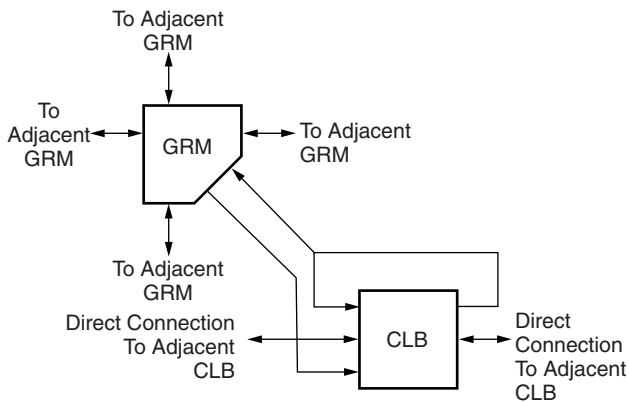 To Adjacent
GRM
To
Adjacent
GRM
GRM
To Adjacent
GRM
To Adjacent
GRM
Direct Connection
To Adjacent
CLB
CLB
Direct
Connection
To Adjacent
CLB